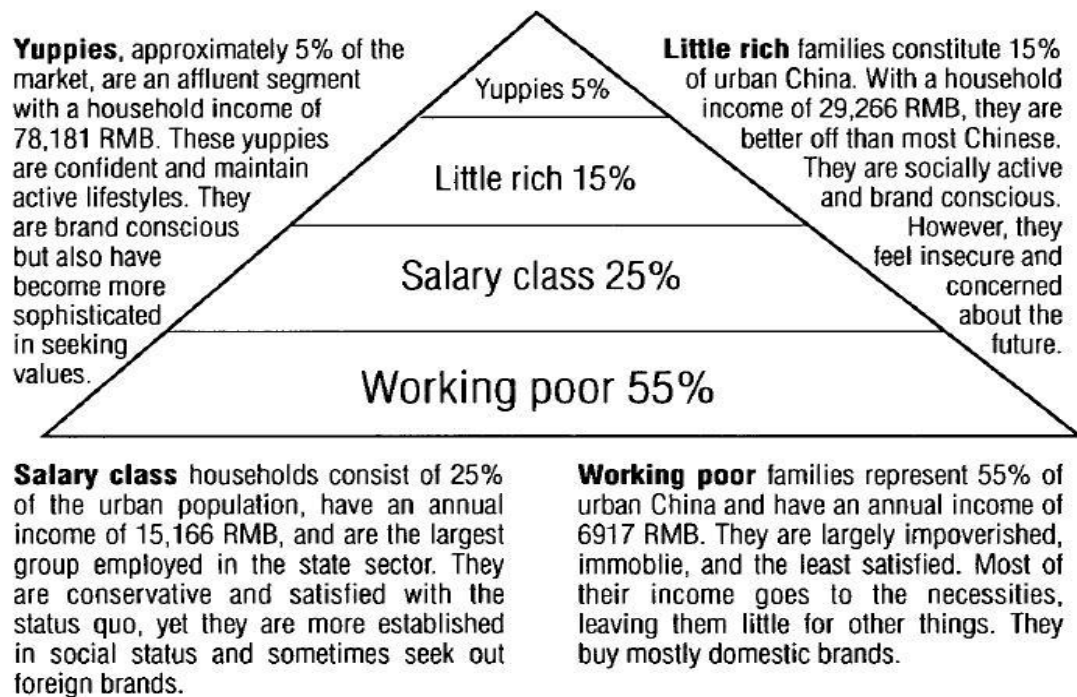 Yuppies, approximately 5% of the
market, are an affluent segment
with a household income of
78,181 RMB. These yuppies
are confident and maintain
active lifestyles. They
are brand conscious
but also have
become more
sophisticated
in seeking
values.
Little rich families constitute 15%
of urban China. With a household
income of 29,266 RMB, they are
better off than most Chinese.
They are socially active
and brand conscious.
However, they
feel insecure and
concerned
about the
future.
Yuppies 5%
Little rich 15%
Salary class 25%
Working poor 55%
Salary class households consist of 25%
of the urban population, have an annual
income of 15,166 RMB, and are the largest
group employed in the state sector. They
are conservative and satisfied with the
status quo, yet they are more established
in social status and sometimes seek out
foreign brands.
Working poor families represent 55% of
urban China and have an annual income of
6917 RMB. They are largely impoverished,
immoblie, and the least satisfied. Most of
their income goes to the necessities,
leaving them little for other things. They
buy mostly domestic brands.